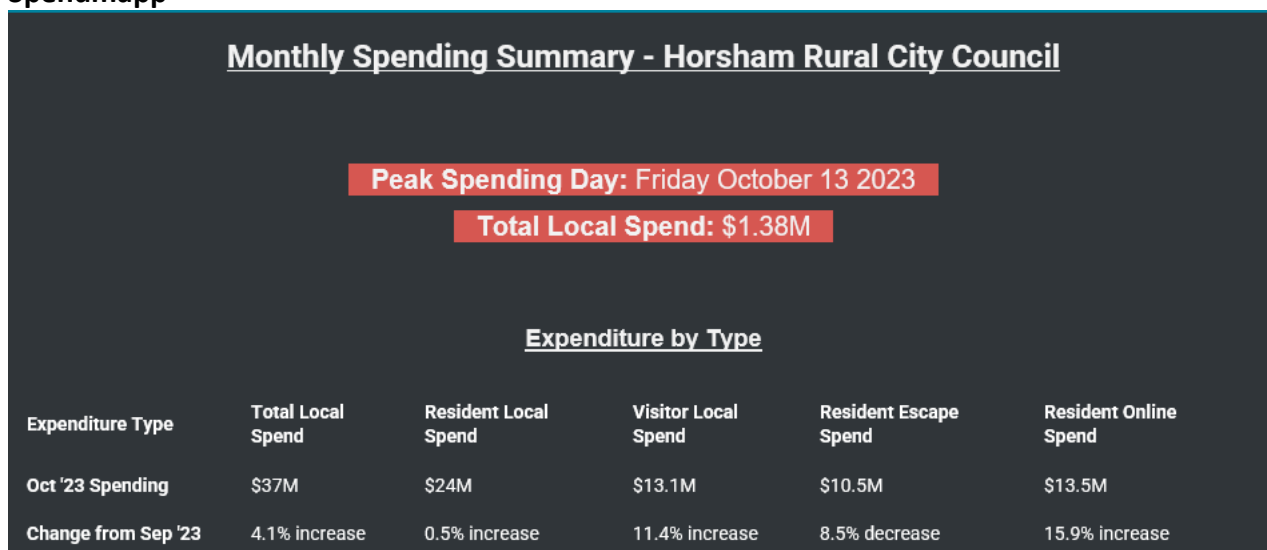 Monthly Spending Summary - Horsham Rural City Council
Peak Spending Day: Friday October 13 2023
Total Local Spend: $1.38M
Expenditure by Type
Expenditure Type Total Local Spend Resident Local Spend Visitor Local Spend Resident Escape Spend Resident Online Spend
Oct '23 Spending $37M $24M $13.1M $10.5M $13.5M
Change from Sep '23 4.1% increase 0.5% increase 11.4% increase 8.5% decrease 15.9% increase